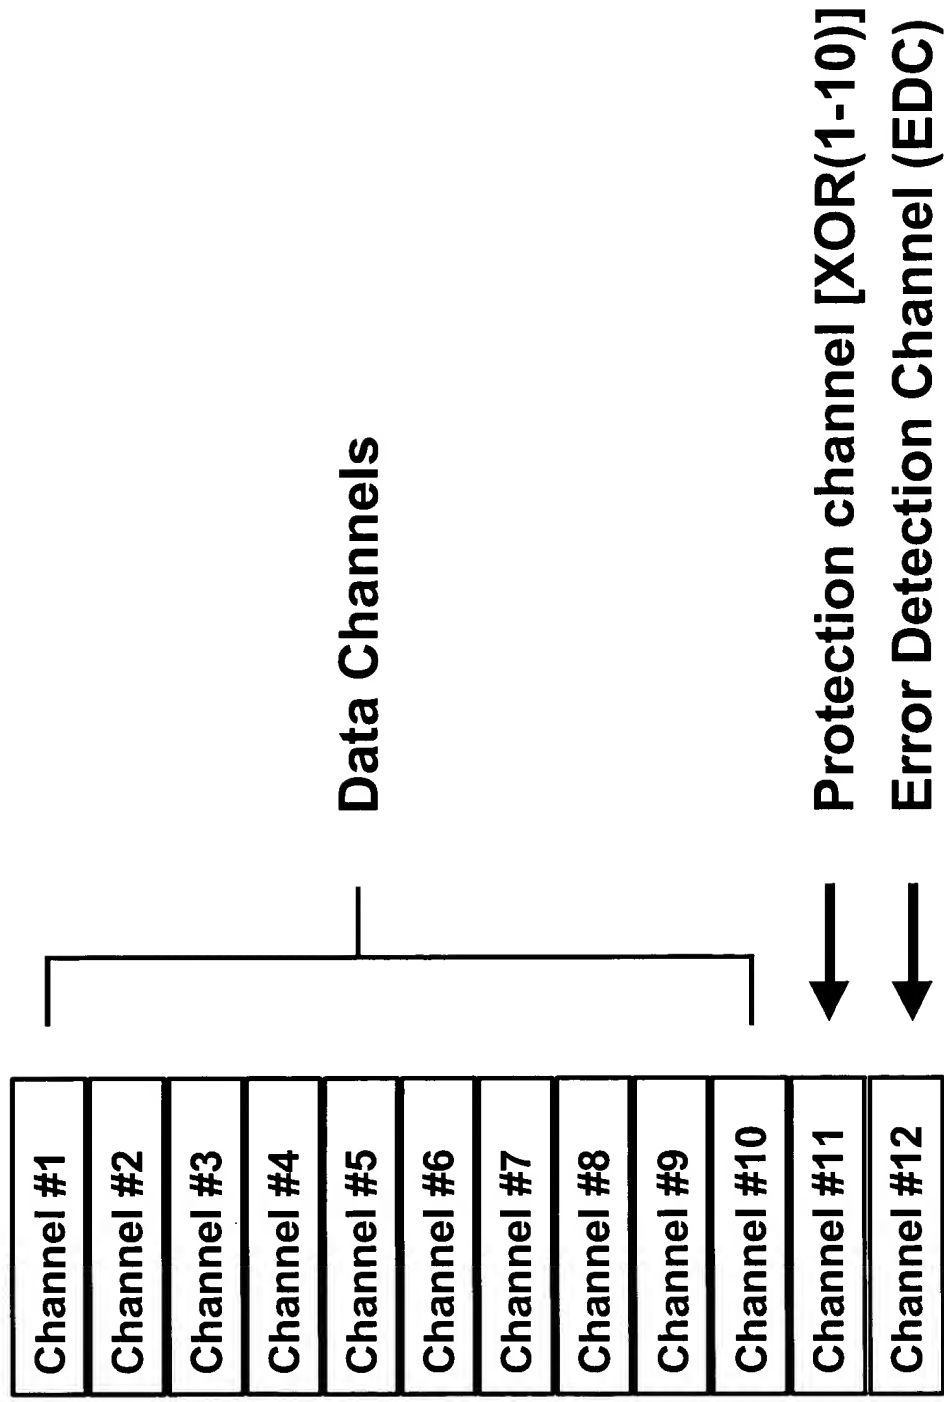 Channel #1
Channel #2
Channel #3
Channel #4
Channel #5
Channel #6
Channel #7
Channel #8
Channel #9
Channel #10
Channel #11
Channel #12
Data Channels
Protection channel [XOR(1-10)]
Error Detection Channel (EDC)